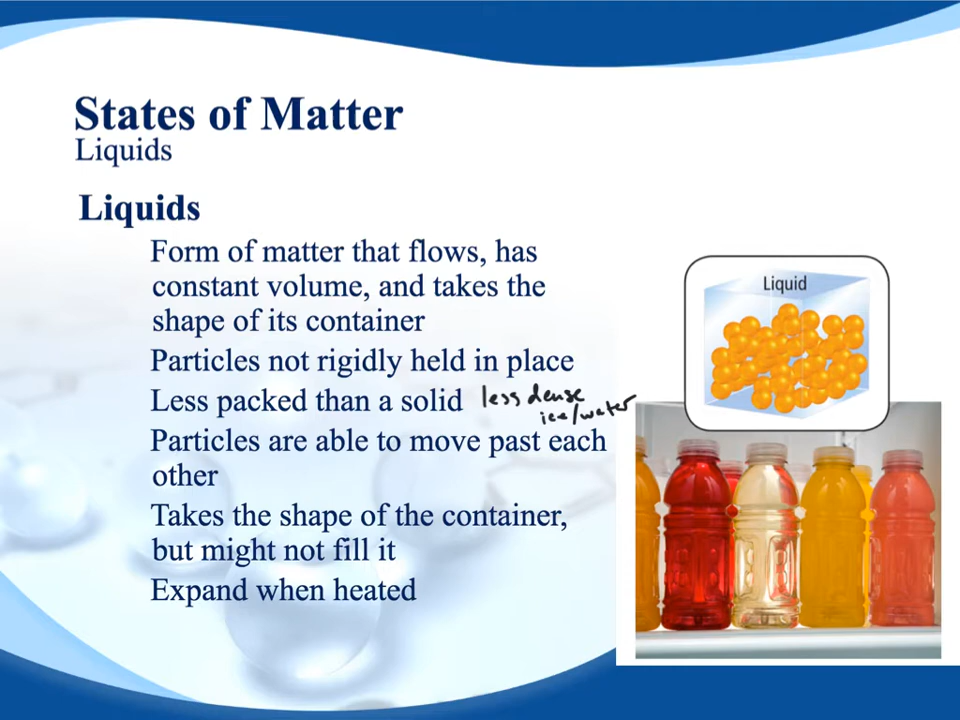 States of Matter
Liquids
Liquids
Form of matter that flows, has
constant volume, and takes the
shape of its container
Particles not rigidly held in place
Less packed than a solid less dense
ice/water
Particles are able to move past each
other
Takes the shape of the container,
but might not fill it
Expand when heated
Liquid